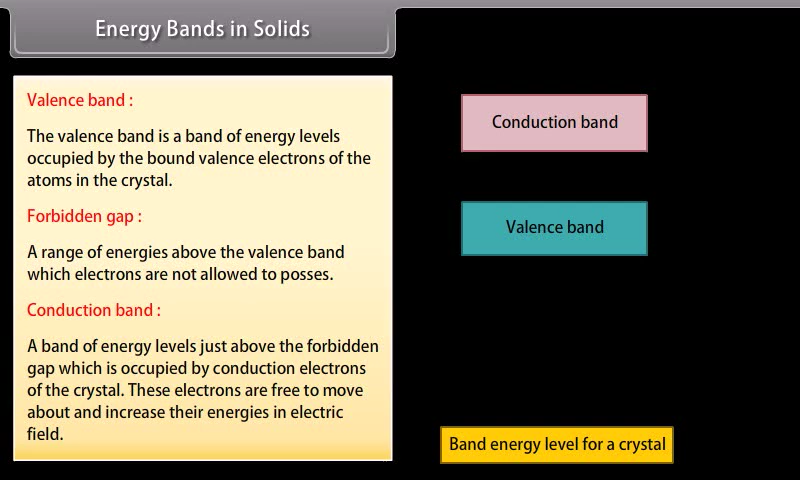 Energy Bands in Solids
Valence band :
The valence band is a band of energy levels
occupied by the bound valence electrons of the
atoms in the crystal.
Forbidden gap :
A range of energies above the valence band
which electrons are not allowed to posses.
Conduction band :
A band of energy levels just above the forbidden
gap which is occupied by conduction electrons
of the crystal. These electrons are free to move
about and increase their energies in electric
field.
Conduction band
Valence band
Band energy level for a crystal